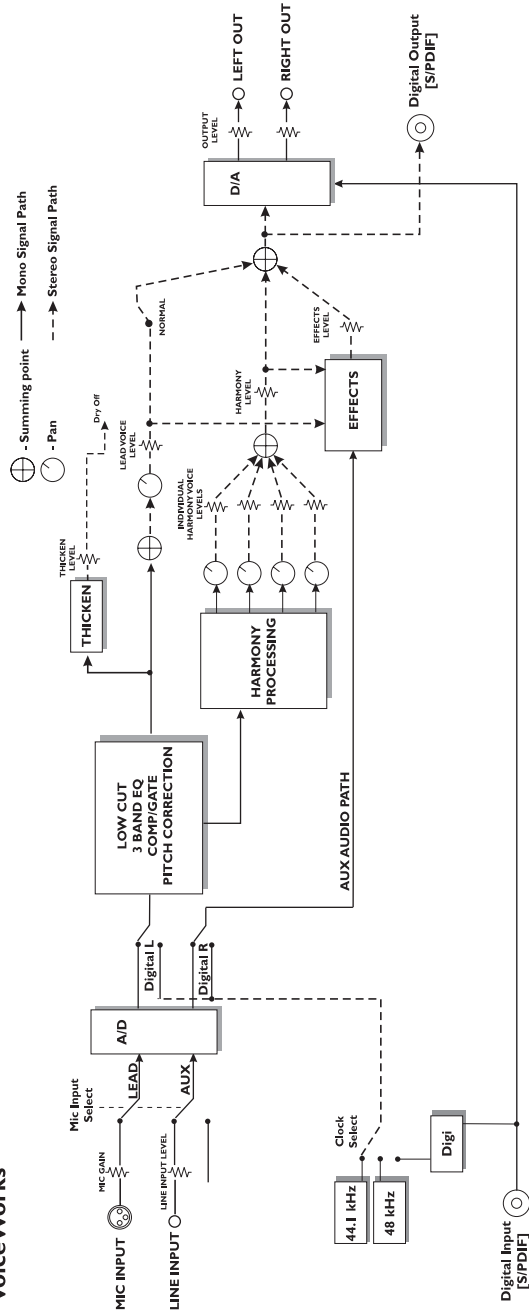 VoiceWorks
- Summing point
Mono Signal Path
- Pan
Stereo Signal Path
MIC INPUT
MIC GAIN
LINE INPUT
LINE INPUT LEVEL
Mic Input
Select
LEAD
AUX
A/D
Digital L
Digital R
44.1 kHz
48 kHz
Clock
Select
Digi
Digital Input
[S/PDIF]
LOW CUT
3 BAND EQ
COMP/GATE
PITCH CORRECTION
AUX AUDIO PATH
THICKEN
THICKEN
LEVEL
Dry Off
LEAD VOICE
LEVEL
NORMAL
HARMONY
PROCESSING
INDIVIDUAL
HARMONY VOICE
LEVELS
HARMONY
LEVEL
EFFECTS
EFFECTS
LEVEL
D/A
OUTPUT
LEVEL
LEFT OUT
RIGHT OUT
Digital Output
[S/PDIF]